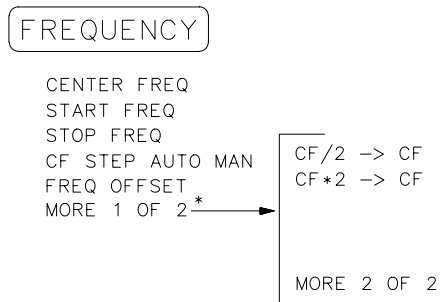 FREQUENCY
CENTER FREQ
START FREQ
STOP FREQ
CF STEP AUTO MAN
FREQ OFFSET
MORE 1 OF 2*
CF/2 -> CF
CF*2 -> CF
MORE 2 OF 2